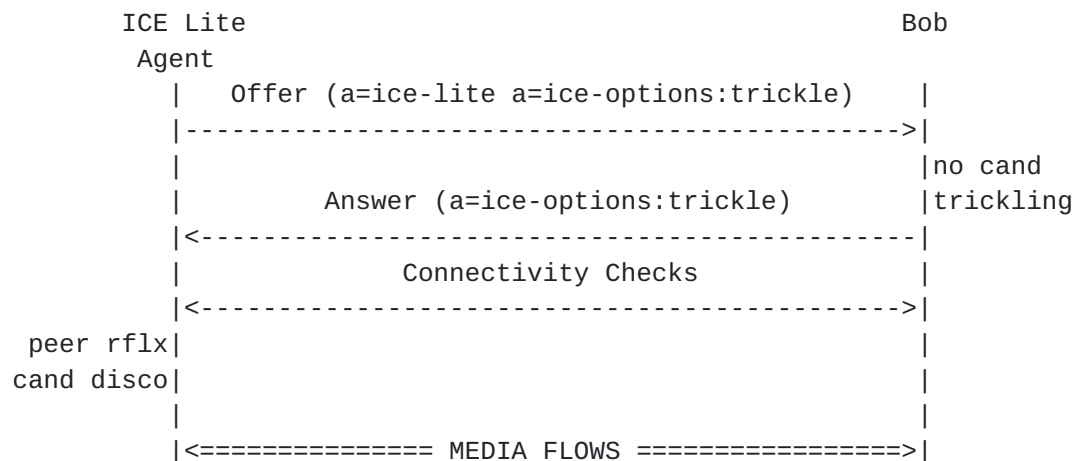 ICE Lite Bob
Agent
| Offer (a=ice-lite a=ice-options:trickle) |
|---------------------------------------------->|
| |no cand
| Answer (a=ice-options:trickle) |trickling
|<----------------------------------------------|
| Connectivity Checks |
|<--------------------------------------------->|
peer rflx| |
cand disco| |
| |
|<=============== MEDIA FLOWS =================>|